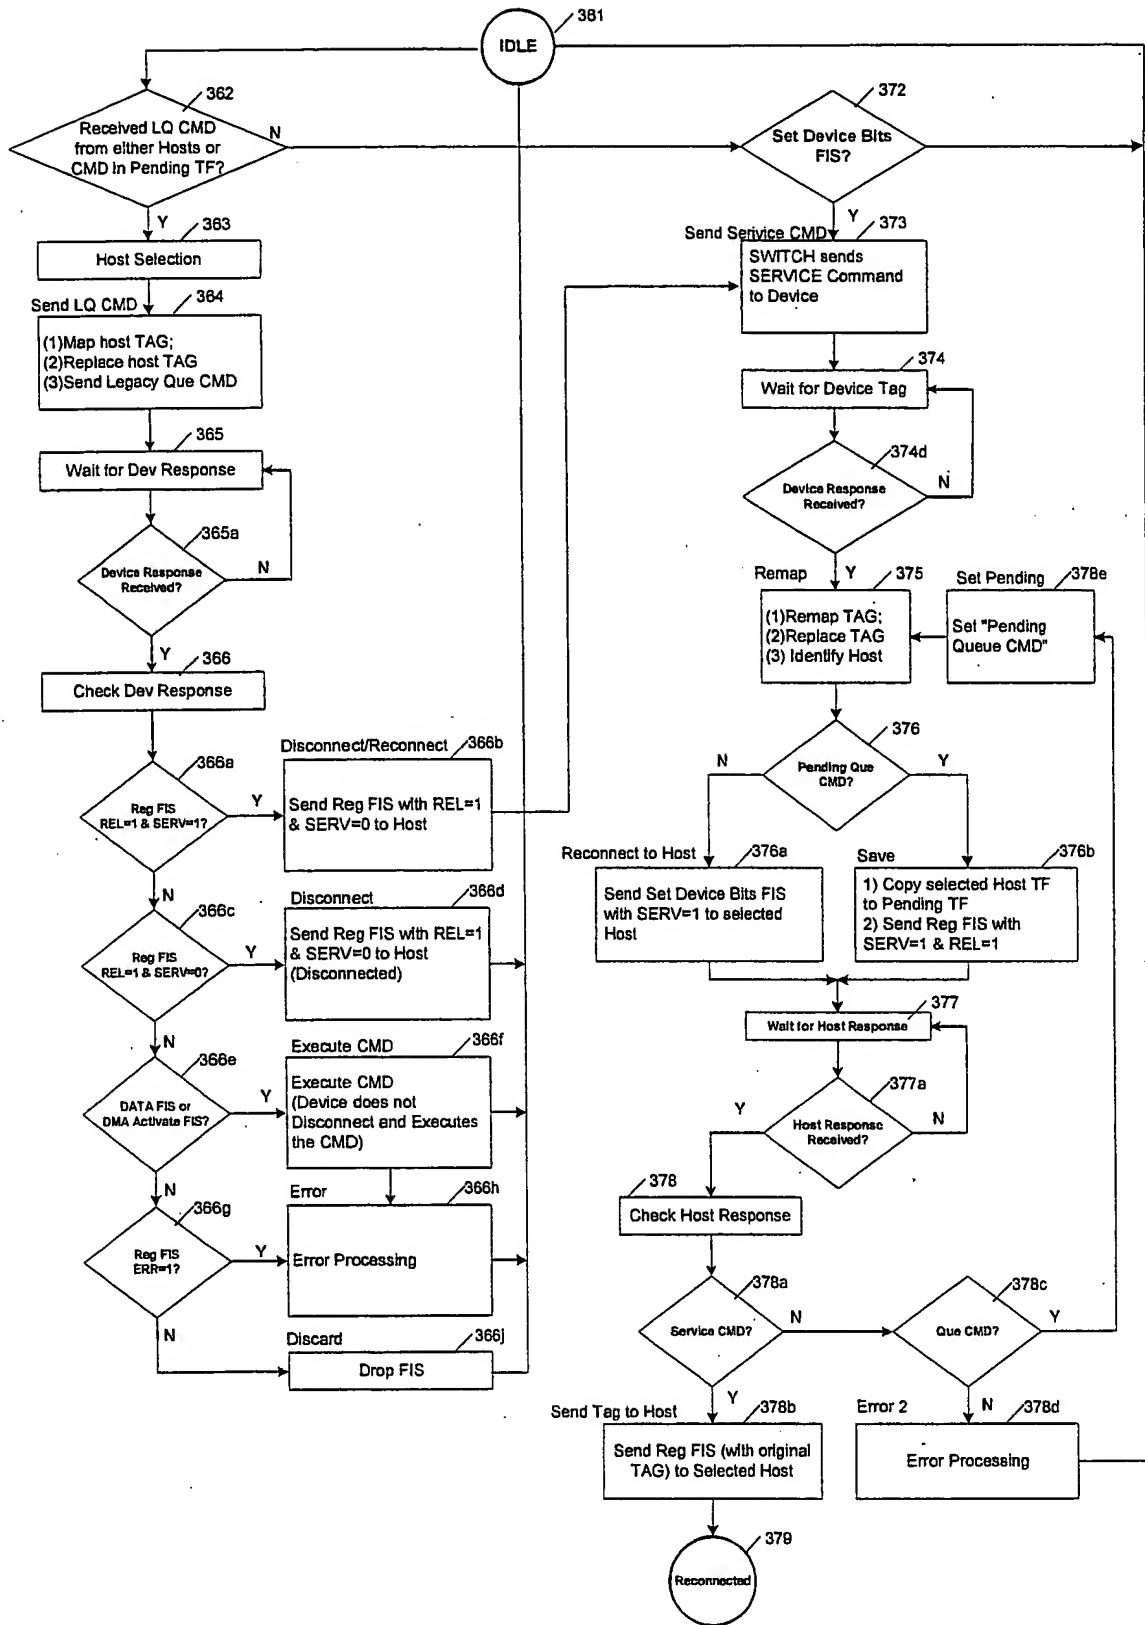 381
IDLE
362
Received LQ CMD
from either Hosts or
CMD in Pending TF?
N
Y
363
Host Selection
Send LQ CMD
364
(1)Map host TAG;
(2)Replace host TAG
(3)Send Legacy Que CMD
365
Wait for Dev Response
365a
Device Response
Received?
N
Y
366
Check Dev Response
366a
Reg FIS
REL=1 & SERV=1?
Y
N
Disconnect/Reconnect
366b
Send Reg FIS with REL=1
& SERV=0 to Host
366c
Reg FIS
REL=1 & SERV=0?
Y
N
Disconnect
366d
Send Reg FIS with REL=1
& SERV=0 to Host
(Disconnected)
366e
DATA FIS or
DMA Activate FIS?
Y
N
Execute CMD
366f
Execute CMD
(Device does not
Disconnect and Executes
the CMD)
366g
Reg FIS
ERR=1?
Y
N
Error
366h
Error Processing
Discard
366j
Drop FIS
372
Set Device Bits
FIS?
Y
Send Serivice CMD
373
SWITCH sends
SERVICE Command
to Device
374
Wait for Device Tag
374d
Device Response
Received?
N
Y
Remap
375
(1)Remap TAG;
(2)Replace TAG
(3) Identify Host
Set Pending
378e
Set "Pending
Queue CMD"
376
Pending Que
CMD?
N
Y
Reconnect to Host
376a
Send Set Device Bits FIS
with SERV=1 to selected
Host
Save
376b
1) Copy selected Host TF
to Pending TF
2) Send Reg FIS with
SERV=1 & REL=1
377
Wait for Host Response
377a
Host Response
Received?
Y
N
378
Check Host Response
378a
Service CMD?
N
Y
378c
Que CMD?
Y
N
Send Tag to Host
378b
Send Reg FIS (with original
TAG) to Selected Host
Error 2
378d
Error Processing
379
Reconnected